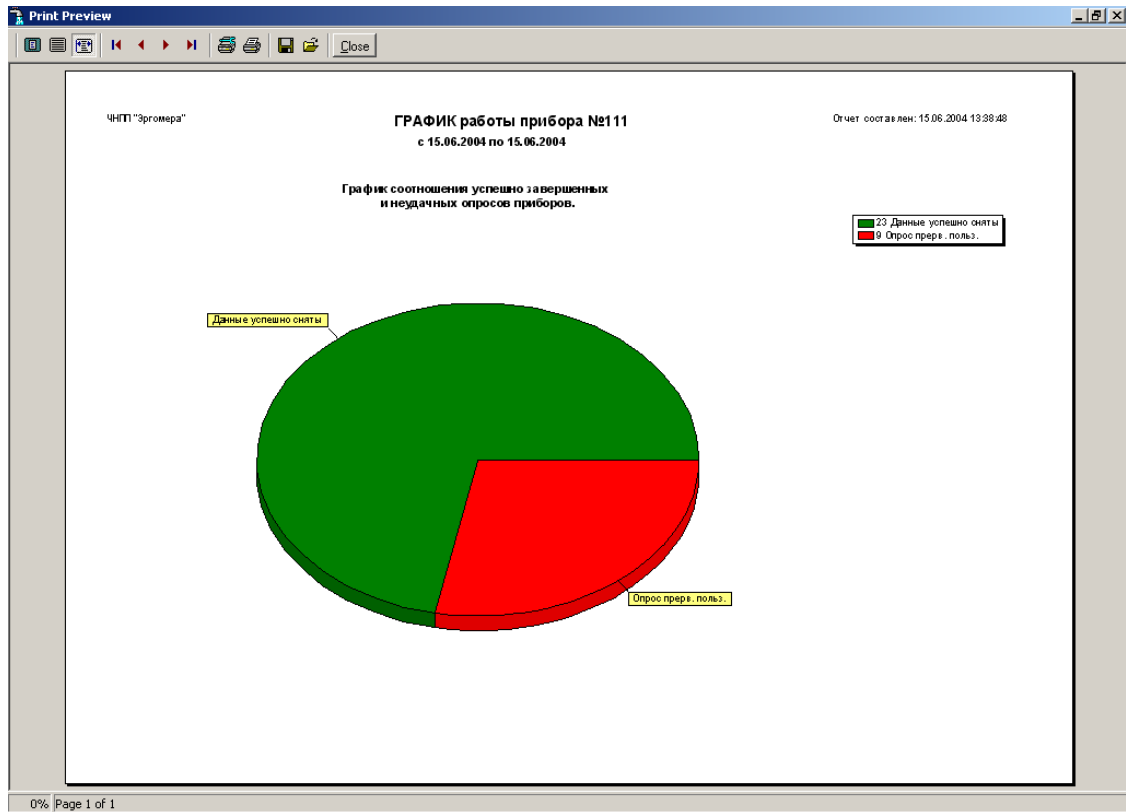 Print Preview
Close
ЧНПП "Эргомера"
ГРАФИК работы прибора №111
Отчет составлен: 15.06.2004 13:38:48
с 15.06.2004 по 15.06.2004
График соотношения успешно завершенных
и неудачных опросов приборов.
23 Данные успешно сняты
9 Опрос прерв. польз.
Данные успешно сняты
Опрос прерв. польз.
0% Page 1 of 1